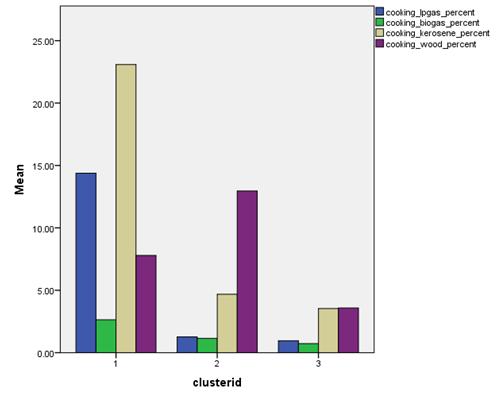 cooking_lpgas_percent
cooking_biogas_percent
cooking_kerosene_percent
cooking_wood_percent
25.00
20.00
15.00
10.00
5.00
0.00
Mean
1 2 3
clusterid